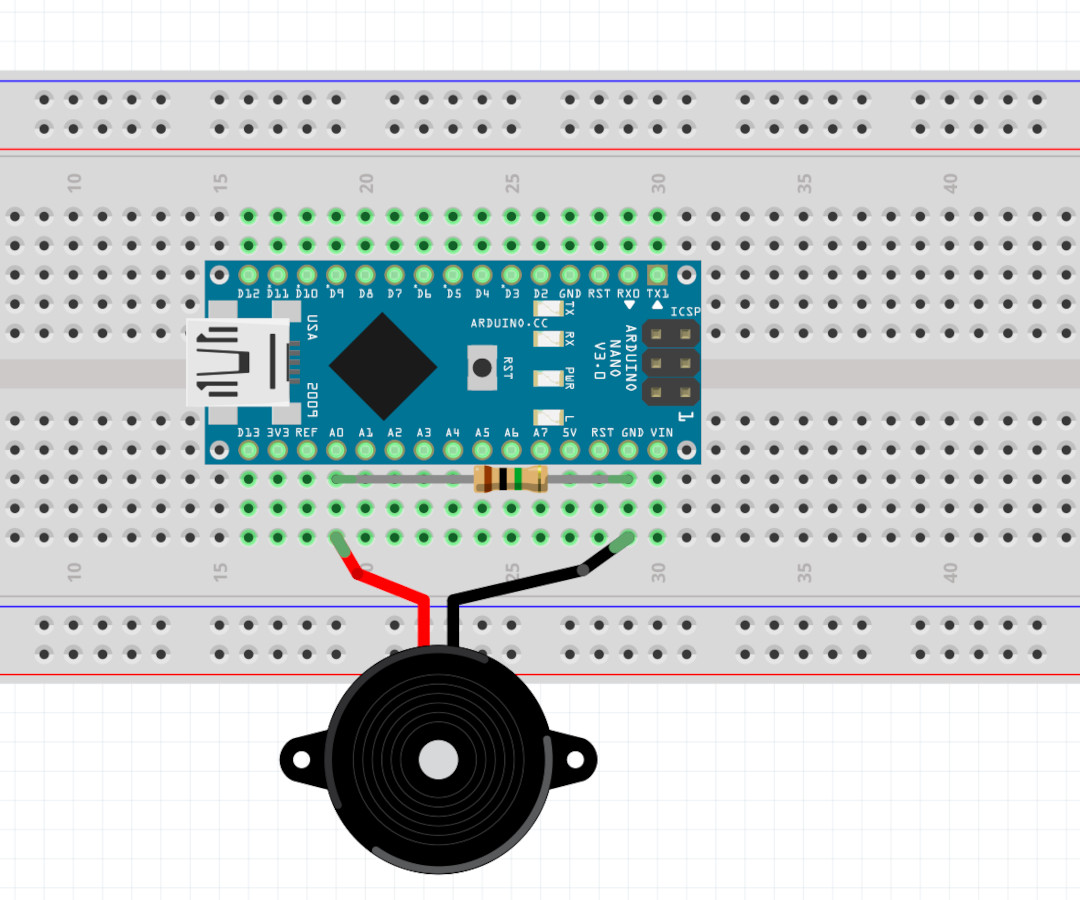 10 15 20 25 30 35 40
D12 D11 D10 D9 D8 D7 D6 D5 D4 D3 D2 GND RST RX0 TX1
ICSP
TX
ARDUINO.CC
RX
USA
RST
PWR
ARDUINO
NANO
V3.0
2009
L
1
D13 3V3 REF A0 A1 A2 A3 A4 A5 A6 A7 5V RST GND VIN
10 15 25 30 35 40